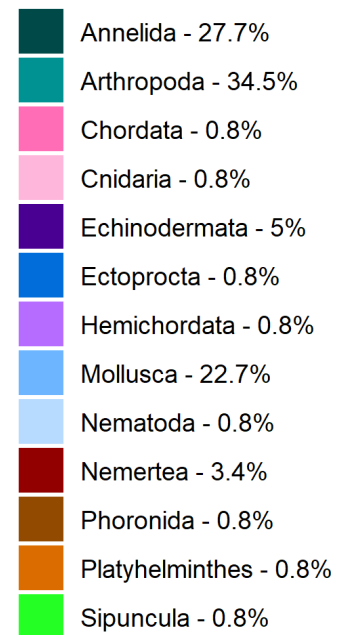 Annelida - 27.7%
Arthropoda - 34.5%
Chordata - 0.8%
Cnidaria - 0.8%
Echinodermata - 5%
Ectoprocta - 0.8%
Hemichordata - 0.8%
Mollusca - 22.7%
Nematoda - 0.8%
Nemertea - 3.4%
Phoronida - 0.8%
Platyhelminthes - 0.8%
Sipuncula - 0.8%